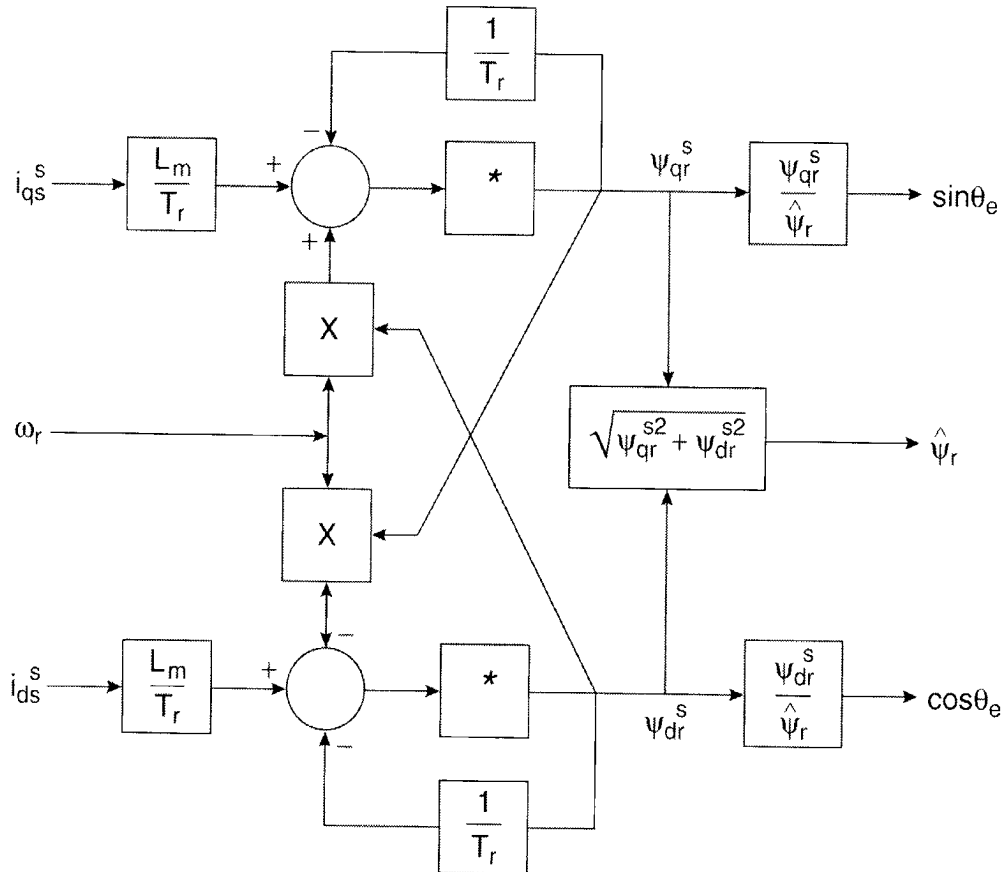 1
T_r
−
i_qs^s
L_m
T_r
+
*
ψ_qr^s
ψ_qr^s
ψ̂_r
sinθ_e
+
X
ω_r
√ψ_qr^s2 + ψ_dr^s2
ψ̂_r
X
−
i_ds^s
L_m
T_r
+
*
ψ_dr^s
ψ_dr^s
ψ̂_r
cosθ_e
−
1
T_r